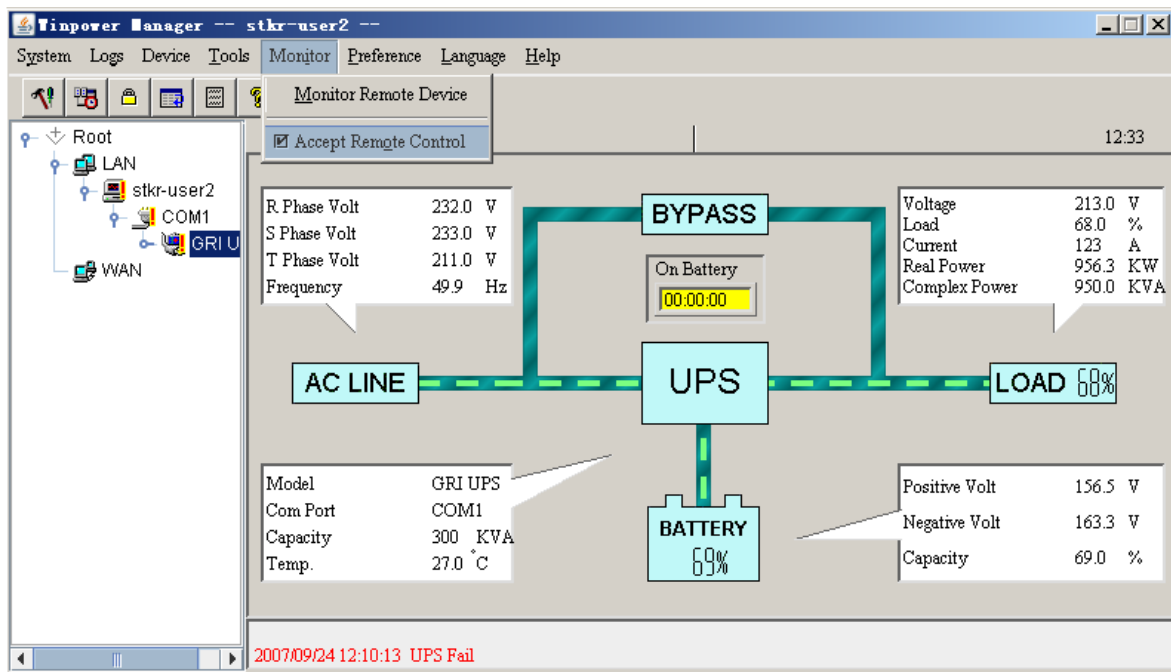 Winpower Manager -- stkr-user2 --
System Logs Device Tools Monitor Preference Language Help
Monitor Remote Device
Accept Remote Control
12:33
Root
LAN
stkr-user2
COM1
GRI U
WAN
R Phase Volt 232.0 V
S Phase Volt 233.0 V
T Phase Volt 211.0 V
Frequency 49.9 Hz
BYPASS
On Battery
00:00:00
Voltage 213.0 V
Load 68.0 %
Current 123 A
Real Power 956.3 KW
Complex Power 950.0 KVA
AC LINE
UPS
LOAD 68%
Model GRI UPS
Com Port COM1
Capacity 300 KVA
Temp. 27.0 °C
BATTERY
69%
Positive Volt 156.5 V
Negative Volt 163.3 V
Capacity 69.0 %
2007/09/24 12:10:13 UPS Fail